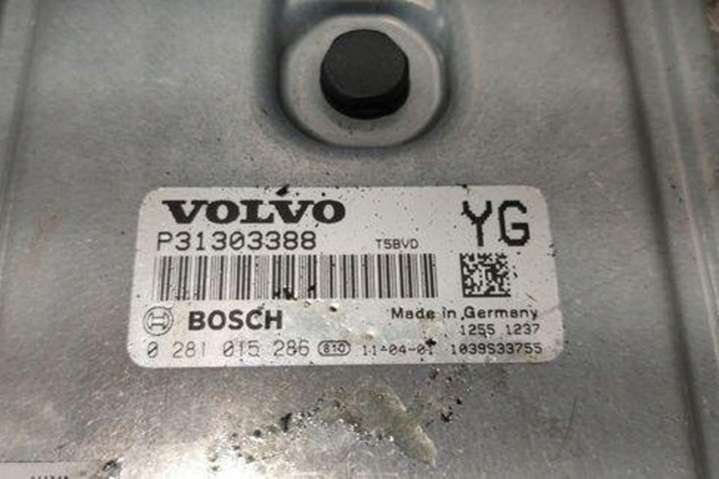 VOLVO YG
P31303388 T5BVD
BOSCH Made in Germany
1255 1237
0 281 015 286 810 11-04-01 1039S33755